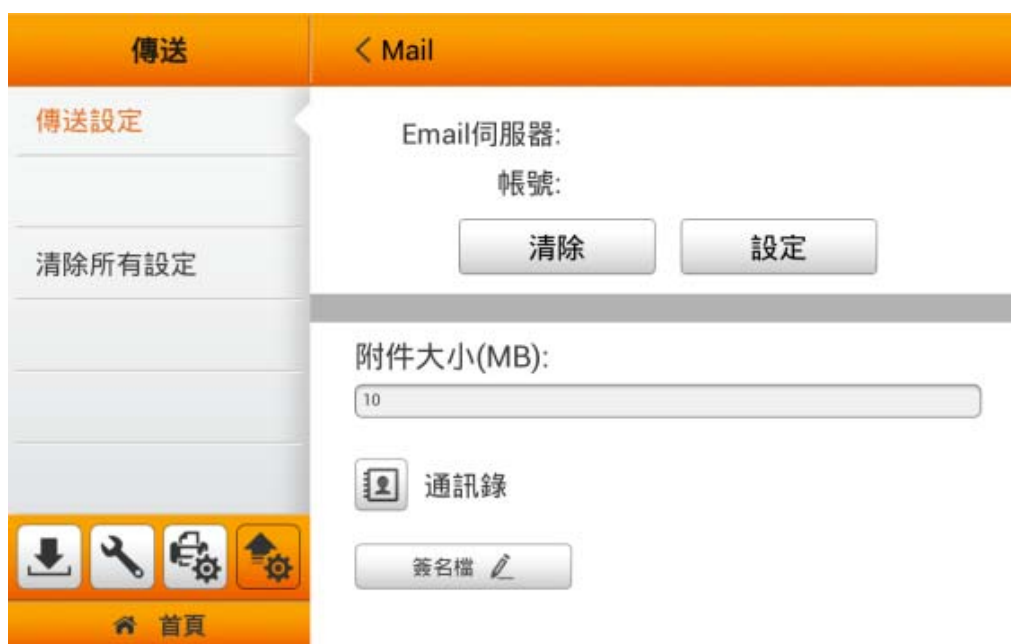 傳送
傳送設定
清除所有設定
首頁
< Mail
Email伺服器:
帳號:
清除 設定
附件大小(MB):
10
通訊錄
簽名檔